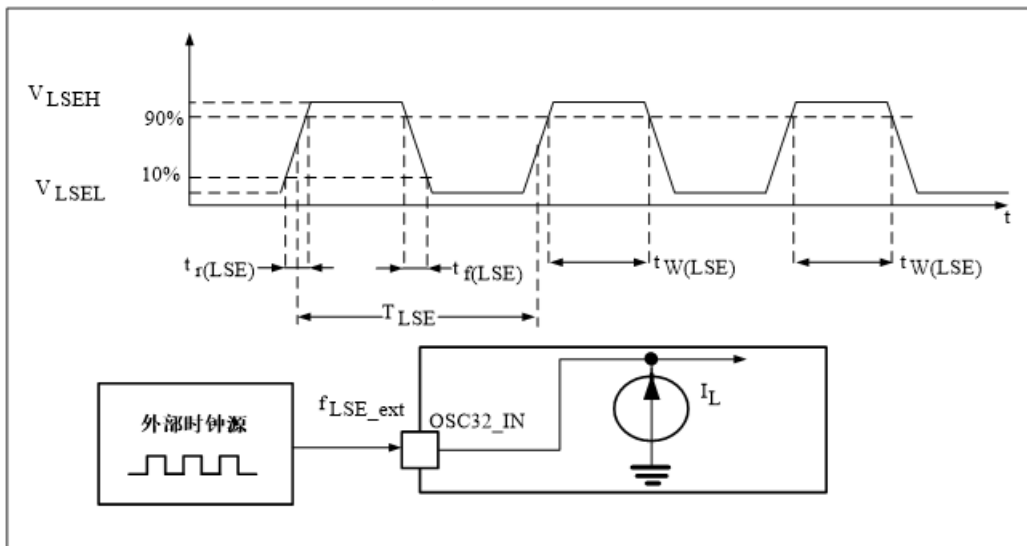 V LSEH
90%
10%
V LSEL
t
t r(LSE)
t f(LSE)
t W(LSE)
t W(LSE)
T LSE
外部时钟源
f LSE_ext
OSC32_IN
I L